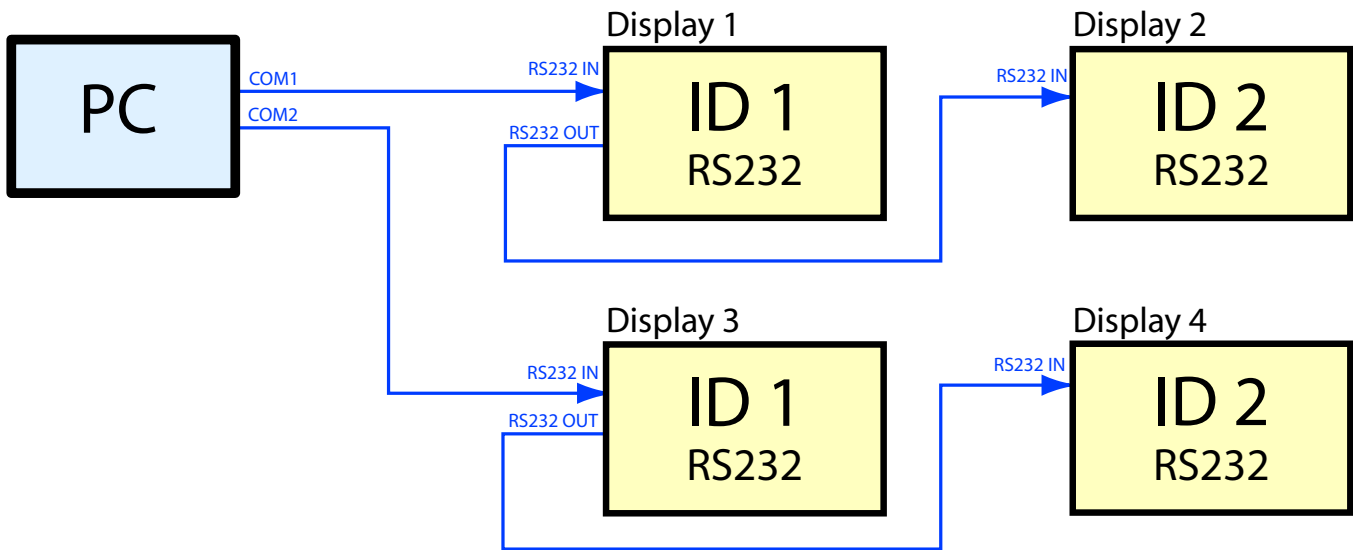 Display 1
Display 2
PC
COM1
COM2
RS232 IN
RS232 OUT
ID 1
RS232
RS232 IN
ID 2
RS232
Display 3
Display 4
RS232 IN
RS232 OUT
ID 1
RS232
RS232 IN
ID 2
RS232